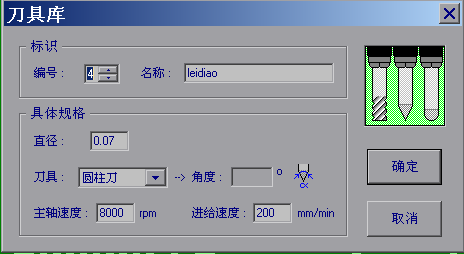 刀具库
标识
编号： 4 名称： leidiao
具体规格
直径： 0.07
刀具： 圆柱刀 --> 角度： o α
主轴速度： 8000 rpm 进给速度： 200 mm/min
确定
取消